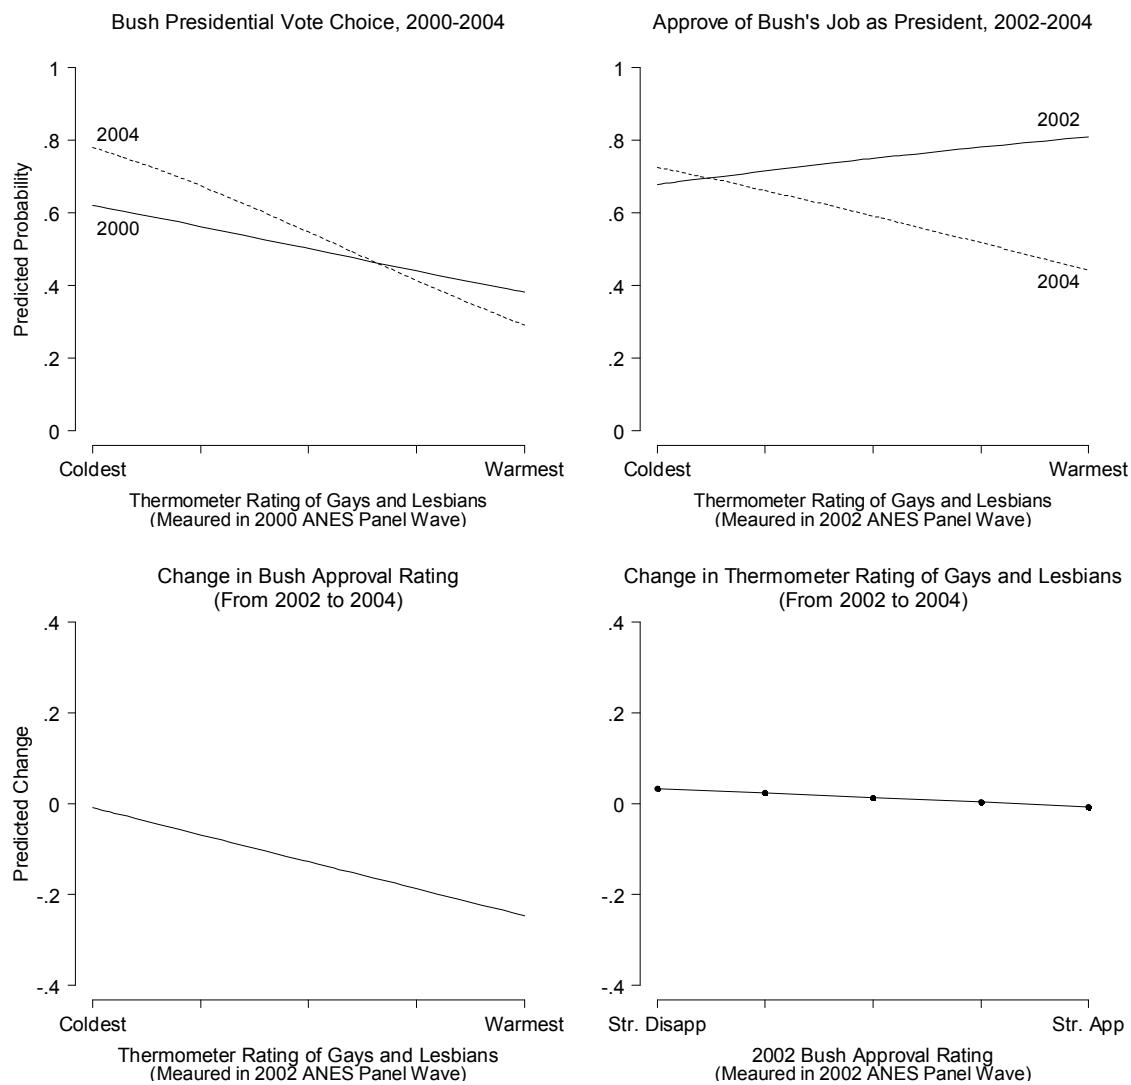 Bush Presidential Vote Choice, 2000-2004
Predicted Probability
1
.8
.6
.4
.2
0
2004
2000
Coldest
Warmest
Thermometer Rating of Gays and Lesbians
(Meaured in 2000 ANES Panel Wave)
Approve of Bush's Job as President, 2002-2004
1
.8
.6
.4
.2
0
2002
2004
Coldest
Warmest
Thermometer Rating of Gays and Lesbians
(Meaured in 2002 ANES Panel Wave)
Change in Bush Approval Rating
(From 2002 to 2004)
Predicted Change
.4
.2
0
-.2
-.4
Coldest
Warmest
Thermometer Rating of Gays and Lesbians
(Meaured in 2002 ANES Panel Wave)
Change in Thermometer Rating of Gays and Lesbians
(From 2002 to 2004)
.4
.2
0
-.2
-.4
Str. Disapp
Str. App
2002 Bush Approval Rating
(Meaured in 2002 ANES Panel Wave)